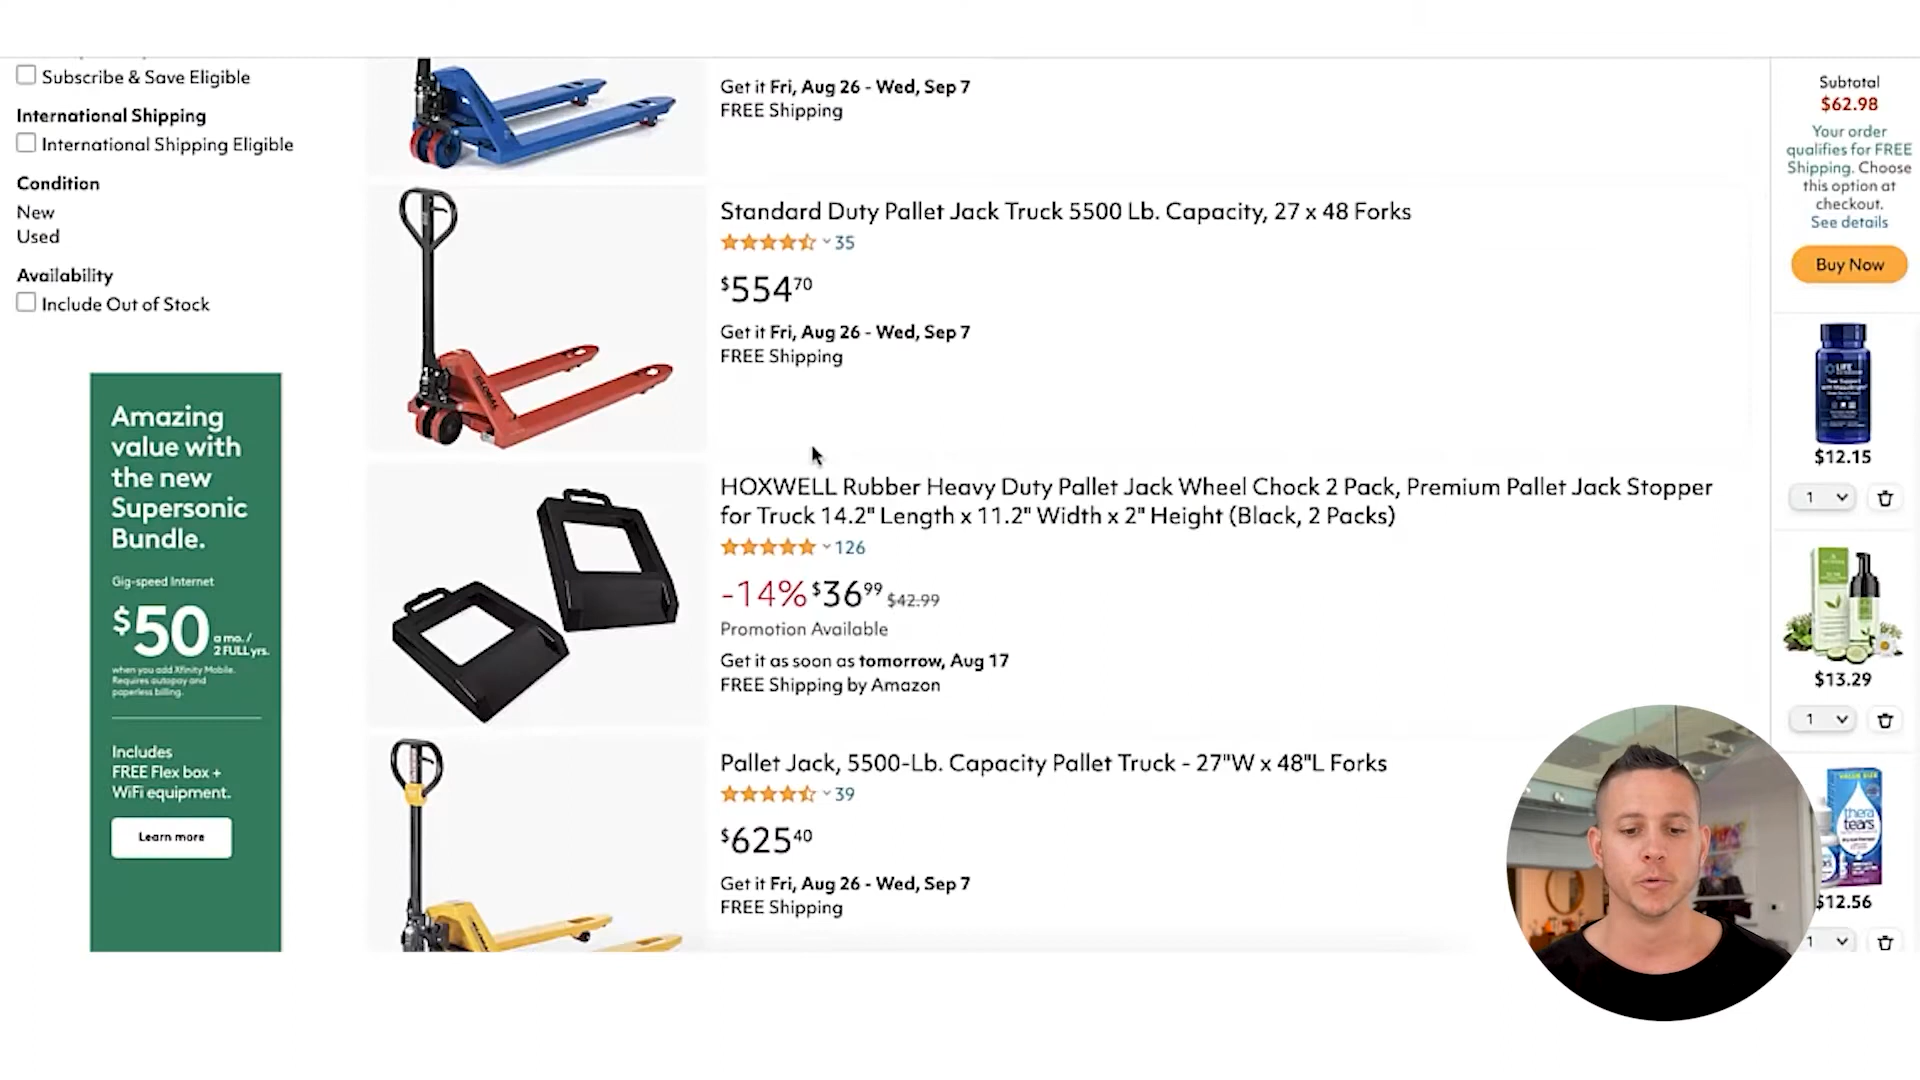 Subscribe & Save Eligible
International Shipping
International Shipping Eligible
Condition
New
Used
Availability
Include Out of Stock
Amazing
value with
the new
Supersonic
Bundle.
Gig-speed Internet
$50 a mo. / 2 FULL yrs.
when you add Xfinity Mobile.
Requires autopay and
paperless billing.
Includes
FREE Flex box +
WiFi equipment.
Learn more
Get it Fri, Aug 26 - Wed, Sep 7
FREE Shipping
Standard Duty Pallet Jack Truck 5500 Lb. Capacity, 27 x 48 Forks
35
$554 70
Get it Fri, Aug 26 - Wed, Sep 7
FREE Shipping
GLOBAL
HOXWELL Rubber Heavy Duty Pallet Jack Wheel Chock 2 Pack, Premium Pallet Jack Stopper
for Truck 14.2" Length x 11.2" Width x 2" Height (Black, 2 Packs)
126
-14% $36 99 $42.99
Promotion Available
Get it as soon as tomorrow, Aug 17
FREE Shipping by Amazon
Pallet Jack, 5500-Lb. Capacity Pallet Truck - 27"W x 48"L Forks
39
$625 40
Get it Fri, Aug 26 - Wed, Sep 7
FREE Shipping
Subtotal
$62.98
Your order
qualifies for FREE
Shipping. Choose
this option at
checkout.
See details
Buy Now
LIFE
$12.15
1
$13.29
1
thera
tears
$12.56
1